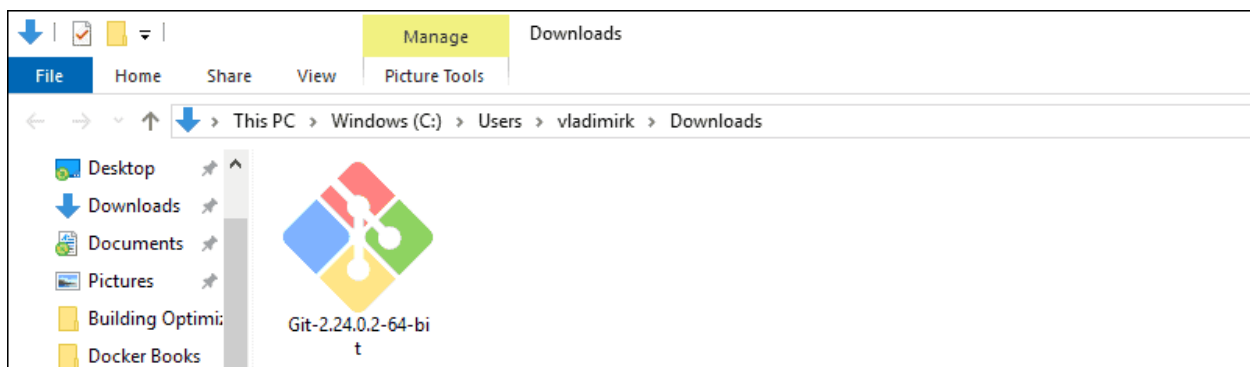 Manage Downloads
File Home Share View Picture Tools
This PC > Windows (C:) > Users > vladimirk > Downloads
Desktop
Downloads
Documents
Pictures
Building Optimiz
Docker Books
Git-2.24.0.2-64-bi
t